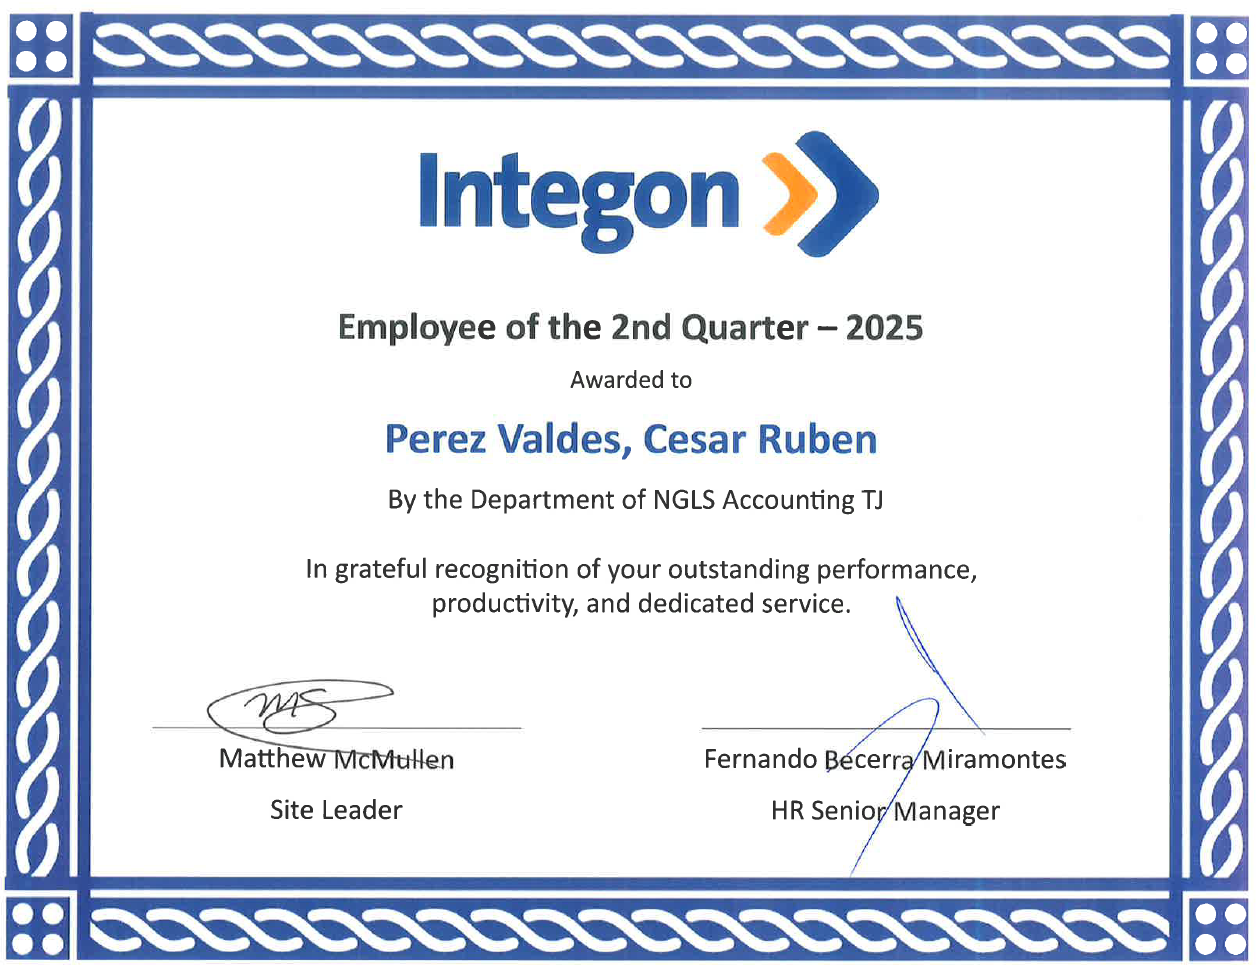 Integon
Employee of the 2nd Quarter – 2025
Awarded to
Perez Valdes, Cesar Ruben
By the Department of NGLS Accounting TJ
In grateful recognition of your outstanding performance,
productivity, and dedicated service.
Matthew McMullen
Fernando Becerra Miramontes
Site Leader
HR Senior Manager